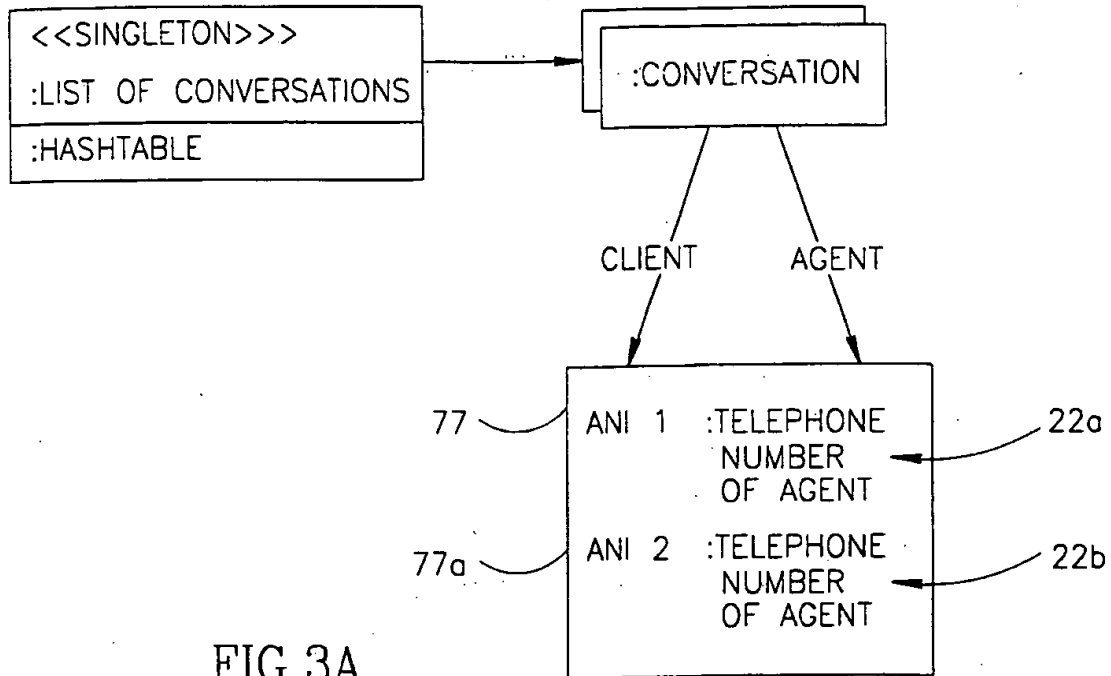 <<SINGLETON>>>
:LIST OF CONVERSATIONS
:HASHTABLE
:CONVERSATION
CLIENT
AGENT
77
ANI 1 :TELEPHONE
NUMBER
OF AGENT
22a
77a
ANI 2 :TELEPHONE
NUMBER
OF AGENT
22b
FIG.3A